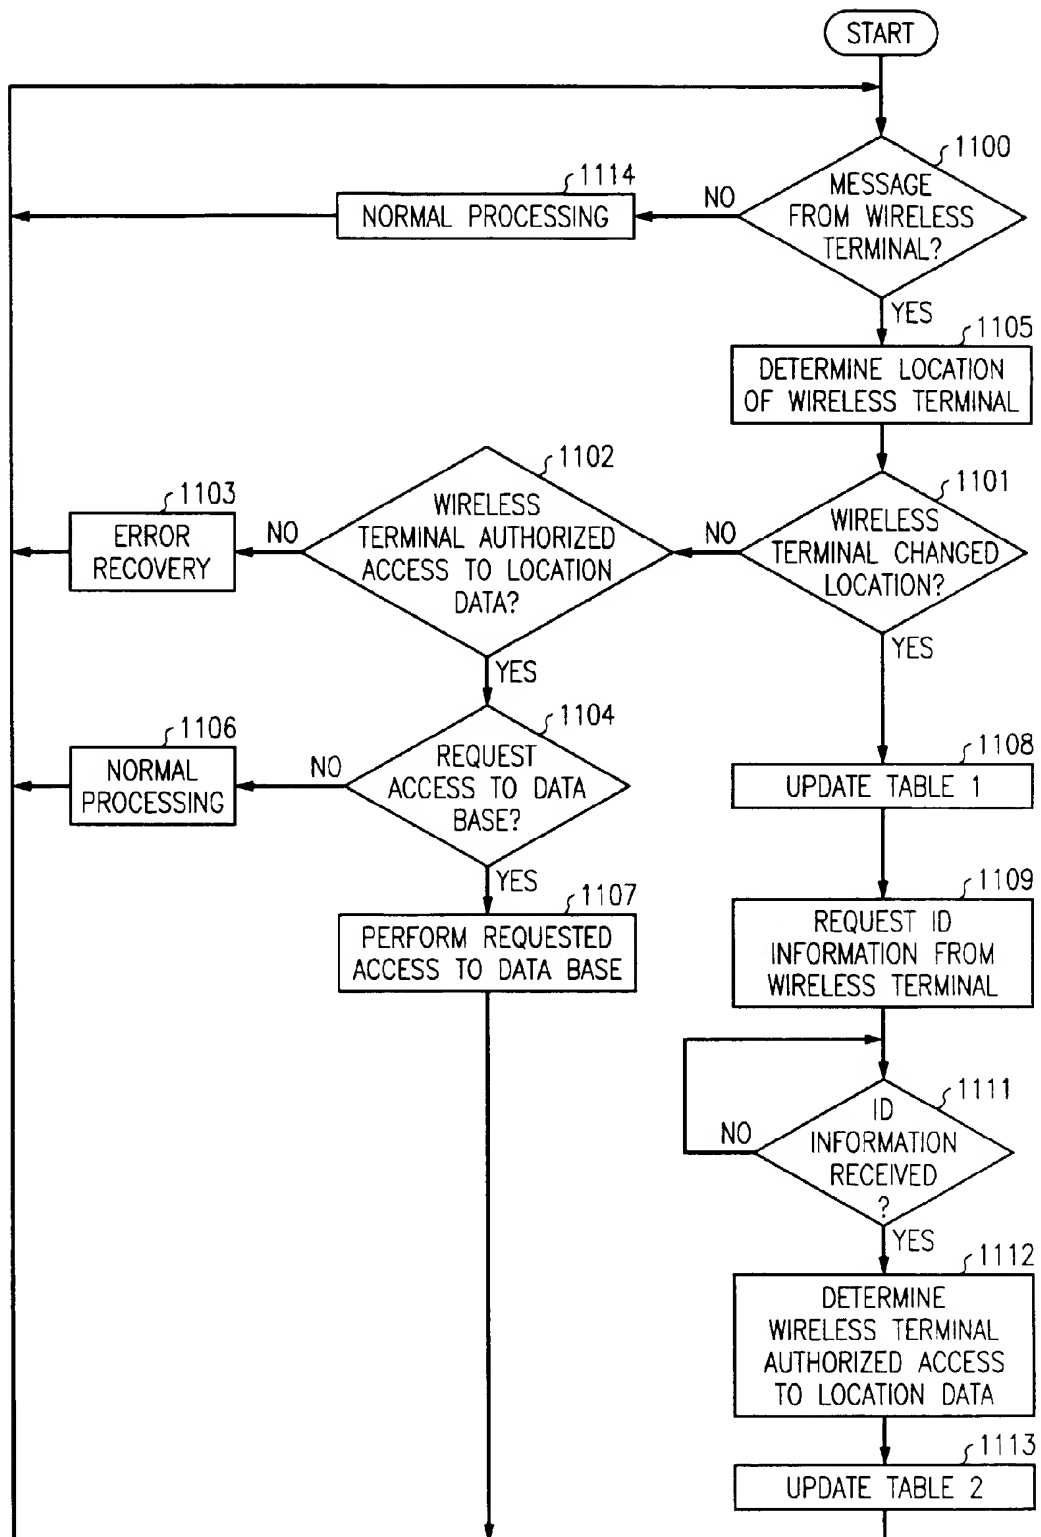 START
1100
MESSAGE
FROM WIRELESS
TERMINAL?
NO
1114
NORMAL PROCESSING
YES
1105
DETERMINE LOCATION
OF WIRELESS TERMINAL
1101
WIRELESS
TERMINAL CHANGED
LOCATION?
NO
1102
WIRELESS
TERMINAL AUTHORIZED
ACCESS TO LOCATION
DATA?
NO
1103
ERROR
RECOVERY
YES
YES
1104
REQUEST
ACCESS TO DATA
BASE?
NO
1106
NORMAL
PROCESSING
YES
1107
PERFORM REQUESTED
ACCESS TO DATA BASE
1108
UPDATE TABLE 1
1109
REQUEST ID
INFORMATION FROM
WIRELESS TERMINAL
1111
ID
INFORMATION
RECEIVED
?
NO
YES
1112
DETERMINE
WIRELESS TERMINAL
AUTHORIZED ACCESS
TO LOCATION DATA
1113
UPDATE TABLE 2